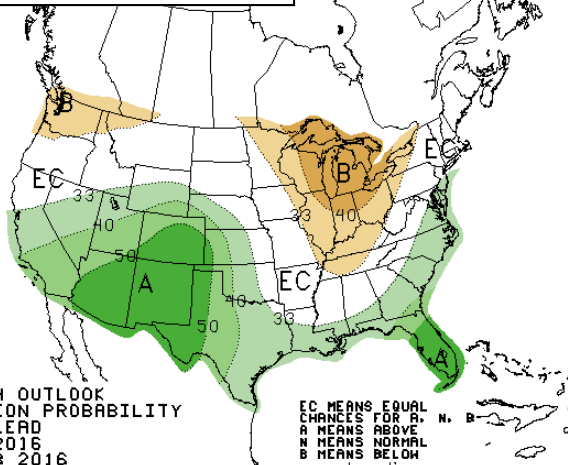 B
EC
EC
33
B
40
33
40
50
A
EC
40
50
33
A
OUTLOOK
ON PROBABILITY
LEAD
2016
2016
EC MEANS EQUAL
CHANCES FOR A, N, B
A MEANS ABOVE
N MEANS NORMAL
B MEANS BELOW